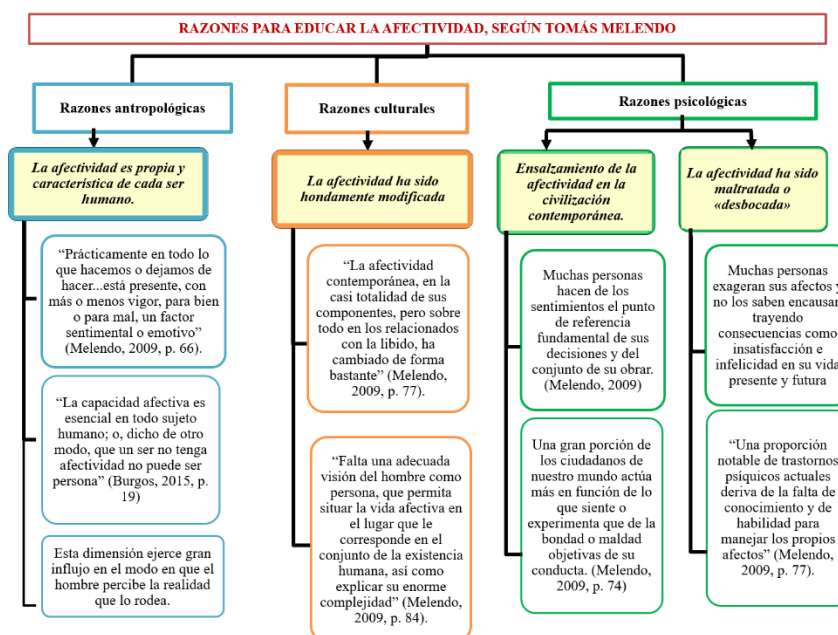 RAZONES PARA EDUCAR LA AFECTIVIDAD, SEGÚN TOMÁS MELENDO
Razones antropológicas
La afectividad es propia y
característica de cada ser
humano.
“Prácticamente en todo lo
que hacemos o dejamos de
hacer...está presente, con
más o menos vigor, para bien
o para mal, un factor
sentimental o emotivo”
(Melendo, 2009, p. 66).
“La capacidad afectiva es
esencial en todo sujeto
humano; o, dicho de otro
modo, que un ser no tenga
afectividad no puede ser
persona” (Burgos, 2015, p.
19)
Esta dimensión ejerce gran
influjo en el modo en que el
hombre percibe la realidad
que lo rodea.
Razones culturales
La afectividad ha sido
hondamente modificada
“La afectividad
contemporánea, en la
casi totalidad de sus
componentes, pero sobre
todo en los relacionados
con la libido, ha
cambiado de forma
bastante” (Melendo,
2009, p. 77).
“Falta una adecuada
visión del hombre como
persona, que permita
situar la vida afectiva en
el lugar que le
corresponde en el
conjunto de la existencia
humana, así como
explicar su enorme
complejidad” (Melendo,
2009, p. 84).
Razones psicológicas
Ensalzamiento de la
afectividad en la
civilización
contemporánea.
Muchas personas
hacen de los
sentimientos el punto
de referencia
fundamental de sus
decisiones y del
conjunto de su obrar.
(Melendo, 2009)
Una gran porción de
los ciudadanos de
nuestro mundo actúa
más en función de lo
que siente o
experimenta que de la
bondad o maldad
objetivas de su
conducta. (Melendo,
2009, p. 74)
La afectividad ha sido
maltratada o
«desbocada»
Muchas personas
exageran sus afectos y
no los saben encausar
trayendo
consecuencias como
insatisfacción e
infelicidad en su vida
presente y futura
“Una proporción
notable de trastornos
psíquicos actuales
deriva de la falta de
conocimiento y de
habilidad para
manejar los propios
afectos” (Melendo,
2009, p. 77).